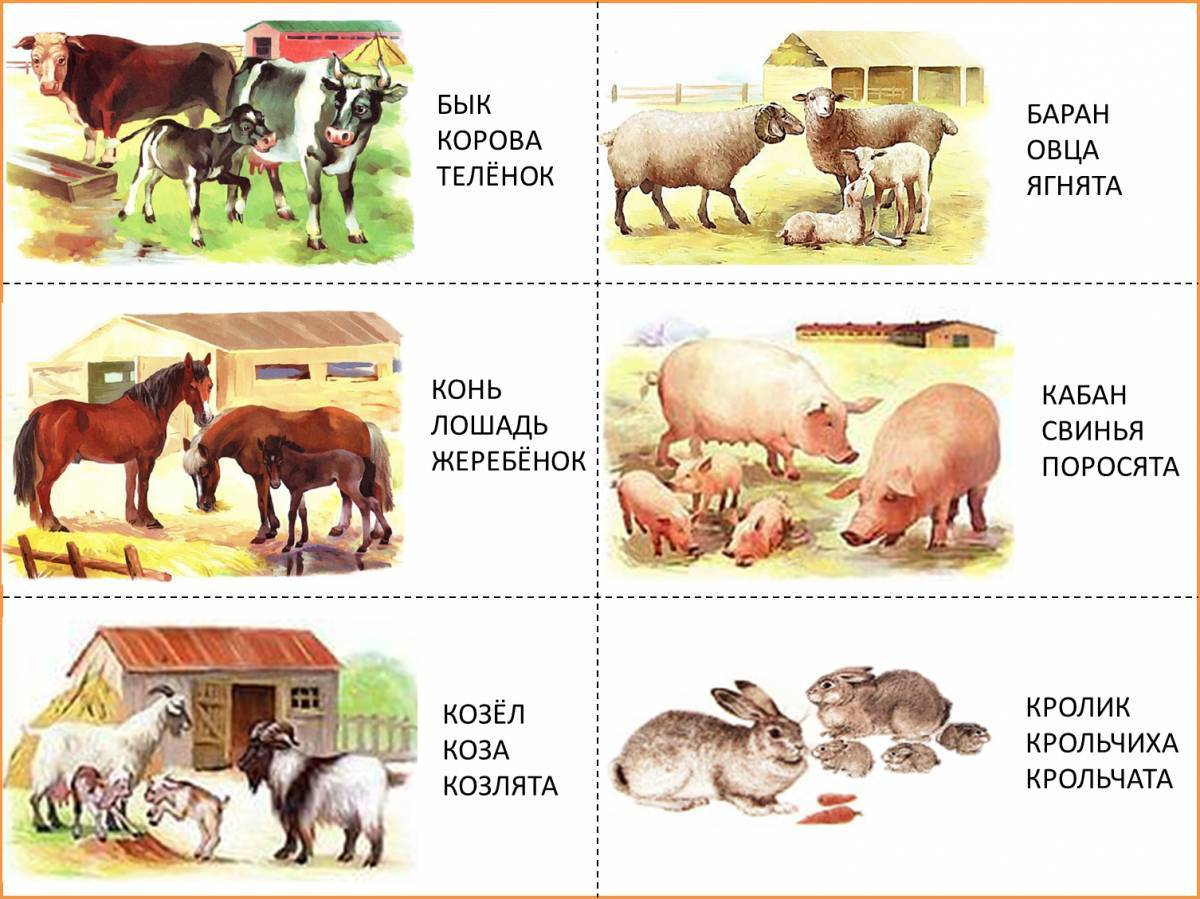 БЫК
КОРОВА
ТЕЛЁНОК
БАРАН
ОВЦА
ЯГНЯТА
КОНЬ
ЛОШАДЬ
ЖЕРЕБЁНОК
КАБАН
СВИНЬЯ
ПОРОСЯТА
КОЗЁЛ
КОЗА
КОЗЛЯТА
КРОЛИК
КРОЛЬЧИХА
КРОЛЬЧАТА